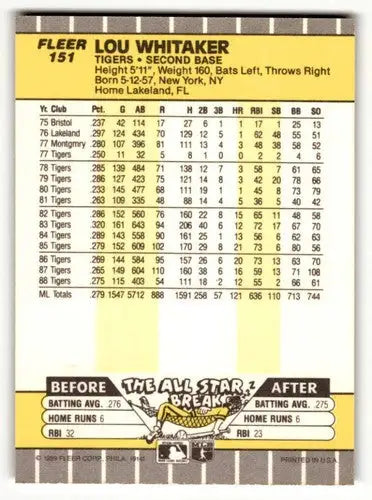 FLEER
151
LOU WHITAKER
TIGERS • SECOND BASE
Height 5'11", Weight 160, Bats Left, Throws Right
Born 5-12-57, New York, NY
Home Lakeland, FL
Yr. Club Pct. G AB R H 2B 3B HR RBI SB BB SO
75 Bristol .237 42 114 17 27 0 1 17 1 25 13
76 Lakeland .297 124 434 70 129 12 5 1 62 48 55 51
77 Montgmry .280 107 396 81 111 13 4 3 48 38 58 52
77 Tigers .250 11 32 5 8 1 0 0 2 2 4 6
78 Tigers .285 139 484 71 138 12 7 3 58 7 61 65
79 Tigers .286 127 423 75 121 14 8 3 42 20 78 66
80 Tigers .233 145 477 68 111 19 1 1 45 8 73 79
81 Tigers .263 109 335 48 88 14 4 5 36 5 40 42
82 Tigers .286 152 560 76 160 22 8 15 65 11 48 58
83 Tigers .320 161 643 94 206 40 6 12 72 17 67 70
84 Tigers .289 143 558 90 161 25 1 13 56 6 62 63
85 Tigers .279 152 609 102 170 29 8 21 73 6 80 56
86 Tigers .269 144 584 95 157 26 6 20 73 13 63 70
87 Tigers .265 149 604 110 160 38 6 16 59 13 71 108
88 Tigers .275 115 403 54 111 18 2 12 55 2 66 61
ML Totals .279 1547 5712 888 1591 258 57 121 636 110 713 744
BEFORE THE ALL STAR BREAK AFTER
BATTING AVG. .276 BATTING AVG. .275
HOME RUNS 6 HOME RUNS 6
RBI 32 RBI 23
© 1989 FLEER CORP., PHILA. 19141 PRINTED IN U.S.A.